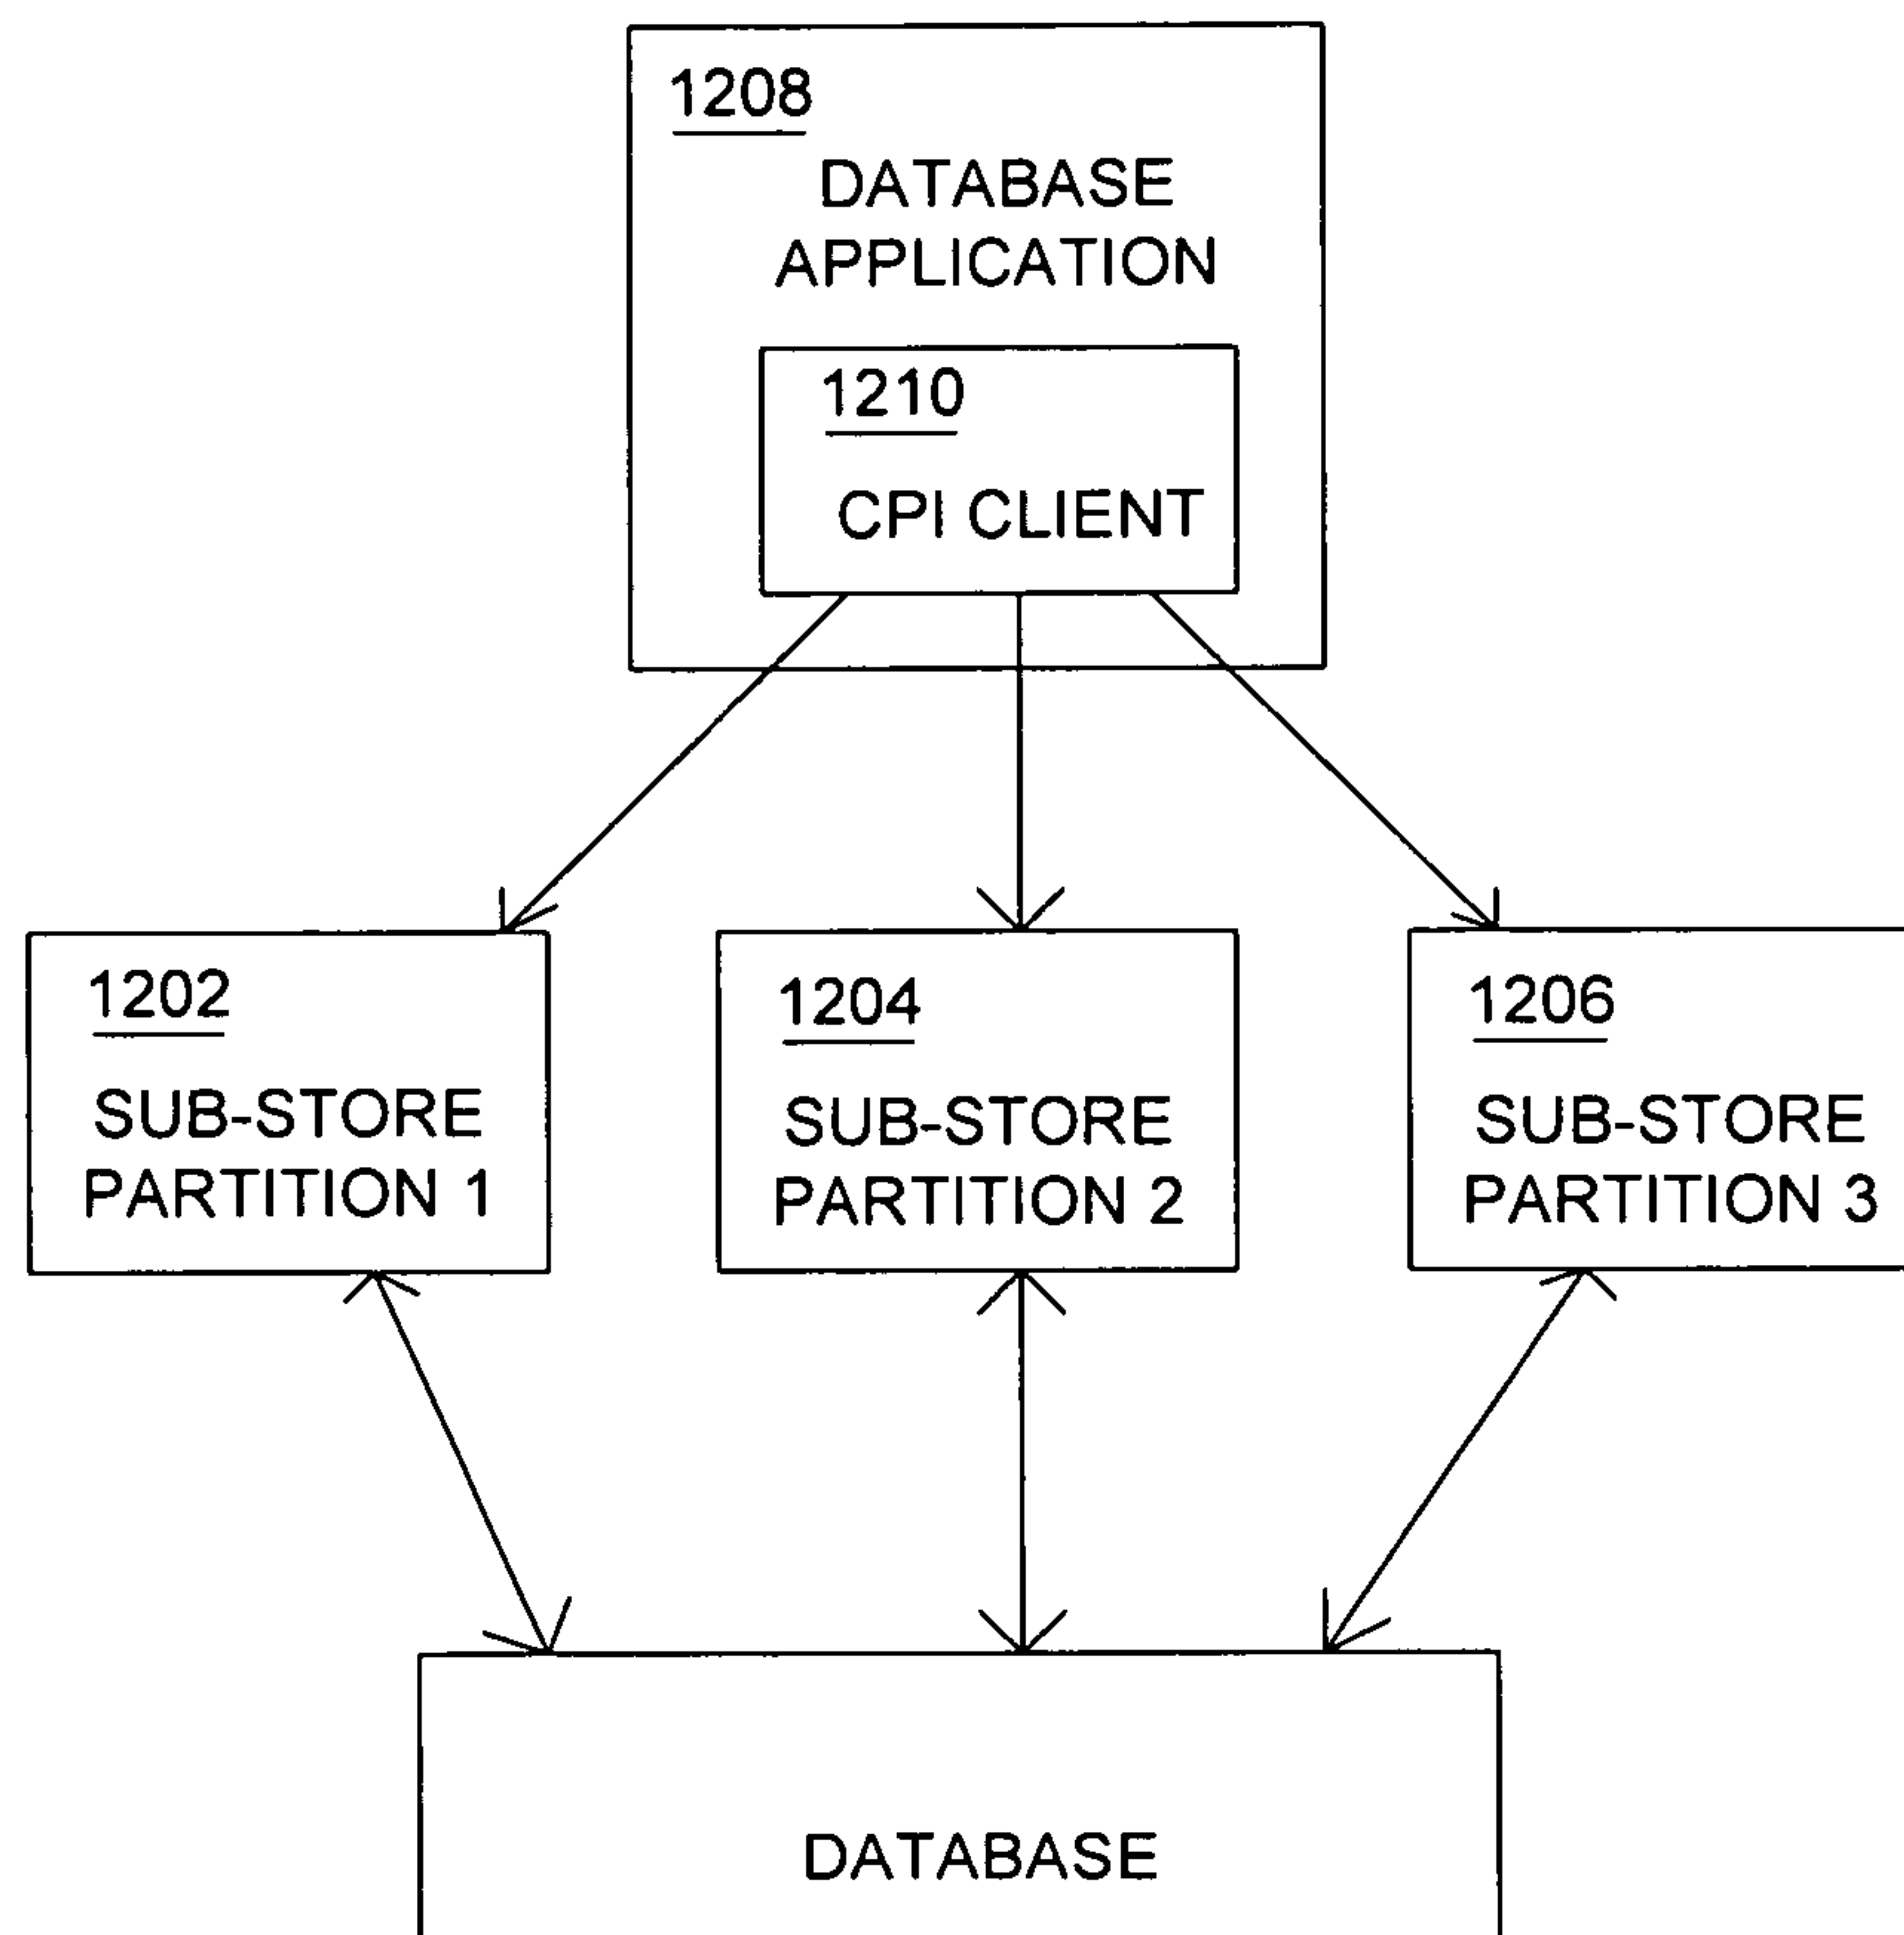 1208
DATABASE
APPLICATION
1210
CPI CLIENT
1202
SUB-STORE
PARTITION 1
1204
SUB-STORE
PARTITION 2
1206
SUB-STORE
PARTITION 3
DATABASE